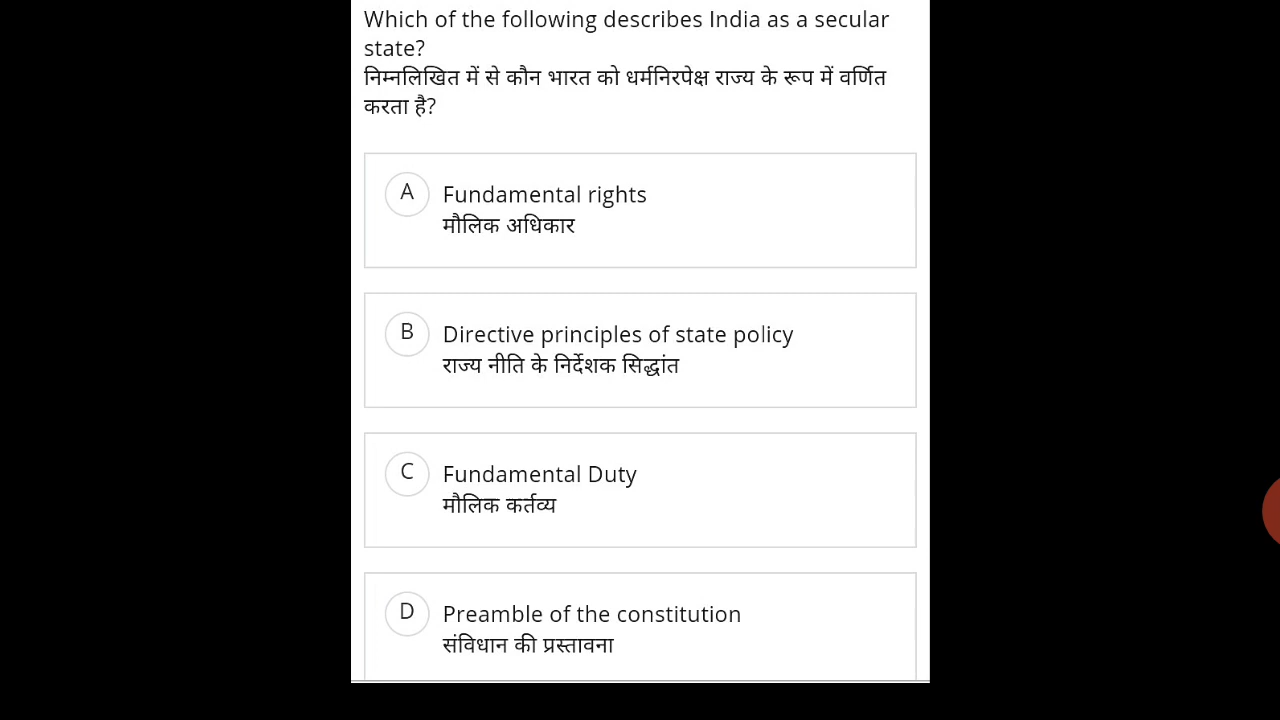 Which of the following describes India as a secular
state?
निम्नलिखित में से कौन भारत को धर्मनिरपेक्ष राज्य के रूप में वर्णित
करता है?
A Fundamental rights
मौलिक अधिकार
B Directive principles of state policy
राज्य नीति के निर्देशक सिद्धांत
C Fundamental Duty
मौलिक कर्तव्य
D Preamble of the constitution
संविधान की प्रस्तावना